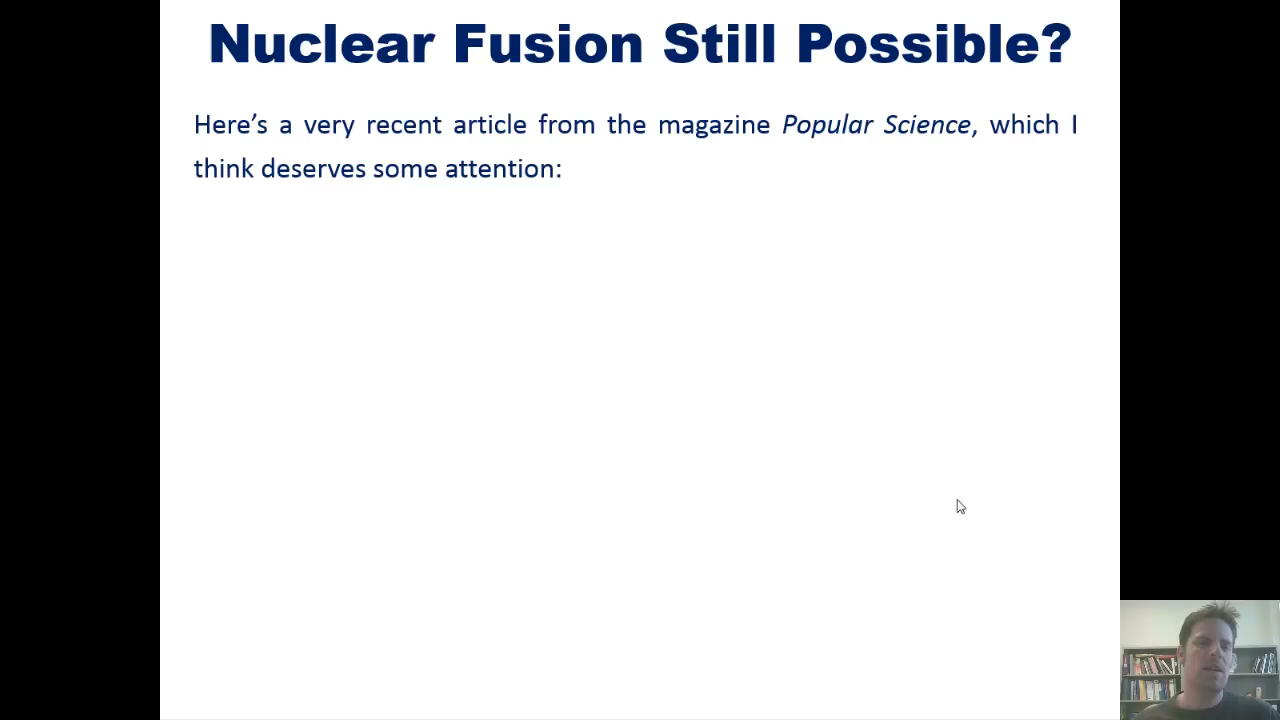 Nuclear Fusion Still Possible?
Here’s a very recent article from the magazine Popular Science, which I
think deserves some attention: